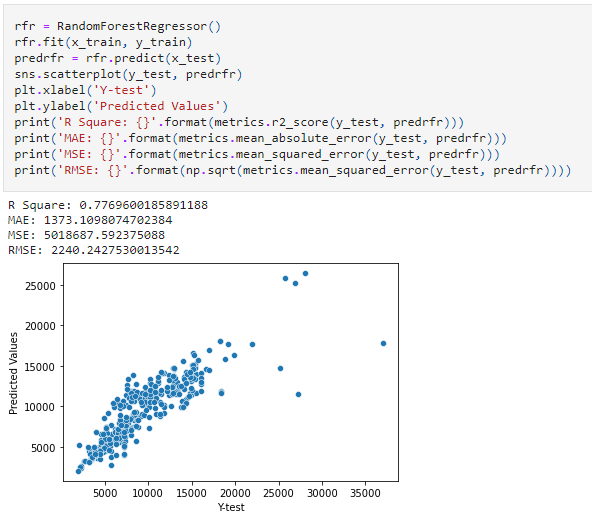 rfr = RandomForestRegressor()
rfr.fit(x_train, y_train)
predrfr = rfr.predict(x_test)
sns.scatterplot(y_test, predrfr)
plt.xlabel('Y-test')
plt.ylabel('Predicted Values')
print('R Square: {}'.format(metrics.r2_score(y_test, predrfr)))
print('MAE: {}'.format(metrics.mean_absolute_error(y_test, predrfr)))
print('MSE: {}'.format(metrics.mean_squared_error(y_test, predrfr)))
print('RMSE: {}'.format(np.sqrt(metrics.mean_squared_error(y_test, predrfr))))
R Square: 0.7769600185891188
MAE: 1373.1098074702384
MSE: 5018687.592375088
RMSE: 2240.2427530013542
Predicted Values
25000
20000
15000
10000
5000
5000 10000 15000 20000 25000 30000 35000
Y-test